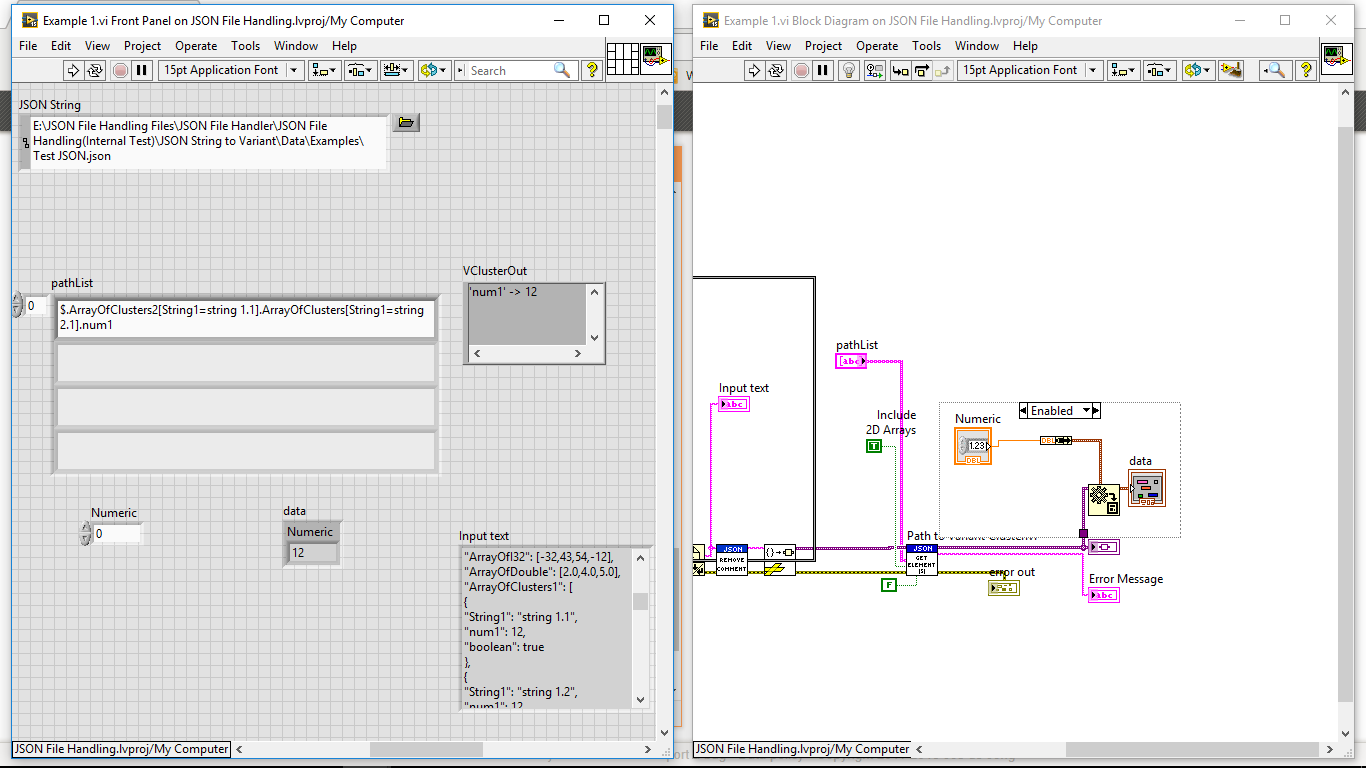 Example 1.vi Front Panel on JSON File Handling.lvproj/My Computer
File Edit View Project Operate Tools Window Help
15pt Application Font
Search
?
JSON String
E:\JSON File Handling Files\JSON File Handler\JSON File
Handling(Internal Test)\JSON String to Variant\Data\Examples\
Test JSON.json
pathList
0
$.ArrayOfClusters2[String1=string 1.1].ArrayOfClusters[String1=string
2.1].num1
VClusterOut
'num1' -> 12
Numeric
0
data
Numeric
12
Input text
"ArrayOfI32": [-32,43,54,-12],
"ArrayOfDouble": [2.0,4.0,5.0],
"ArrayOfClusters1": [
{
"String1": "string 1.1",
"num1": 12,
"boolean": true
},
{
"String1": "string 1.2",
"num1": 12
JSON File Handling.lvproj/My Computer
Example 1.vi Block Diagram on JSON File Handling.lvproj/My Computer
File Edit View Project Operate Tools Window Help
15pt Application Font
?
pathList
abc
Input text
abc
Include
2D Arrays
T
Enabled
Numeric
1.23
DBL
DBL
data
JSON
REMOVE
COMMENT
JSON
GET
ELEMENT
(S)
F
error out
Error Message
abc
JSON File Handling.lvproj/My Computer